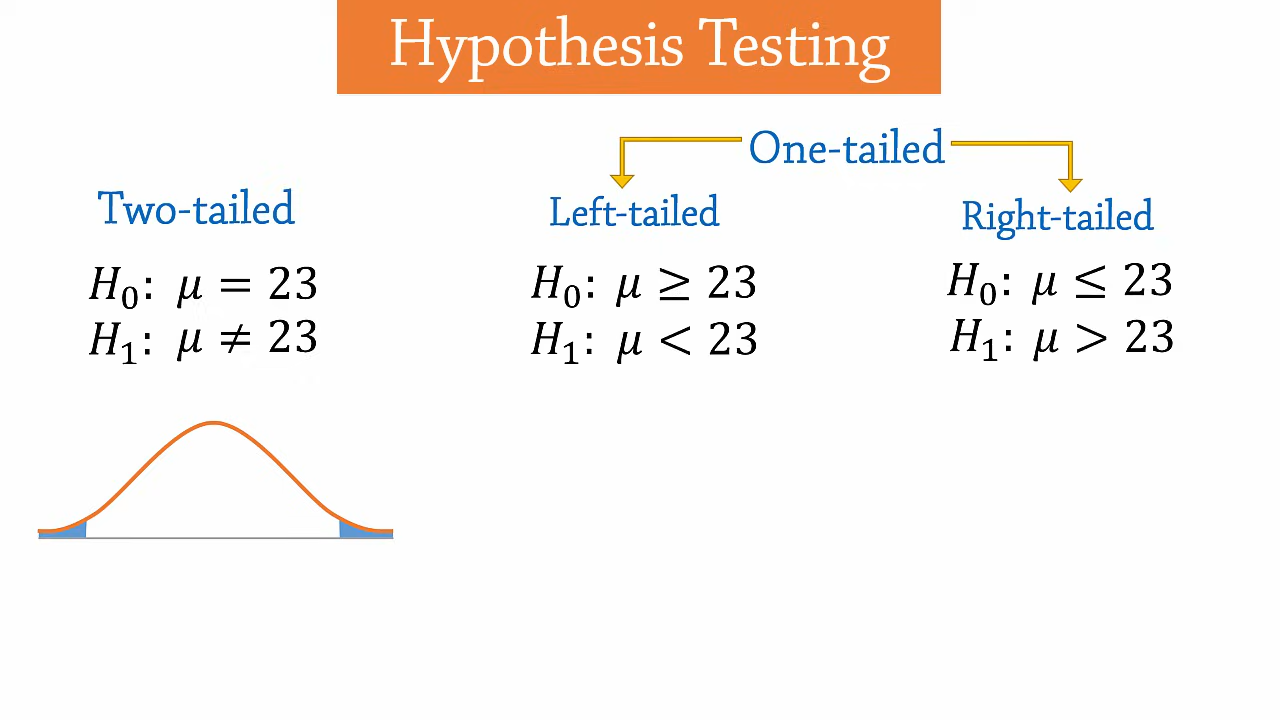 Hypothesis Testing
One-tailed
Two-tailed
H₀: μ = 23
H₁: μ ≠ 23
Left-tailed
H₀: μ ≥ 23
H₁: μ < 23
Right-tailed
H₀: μ ≤ 23
H₁: μ > 23